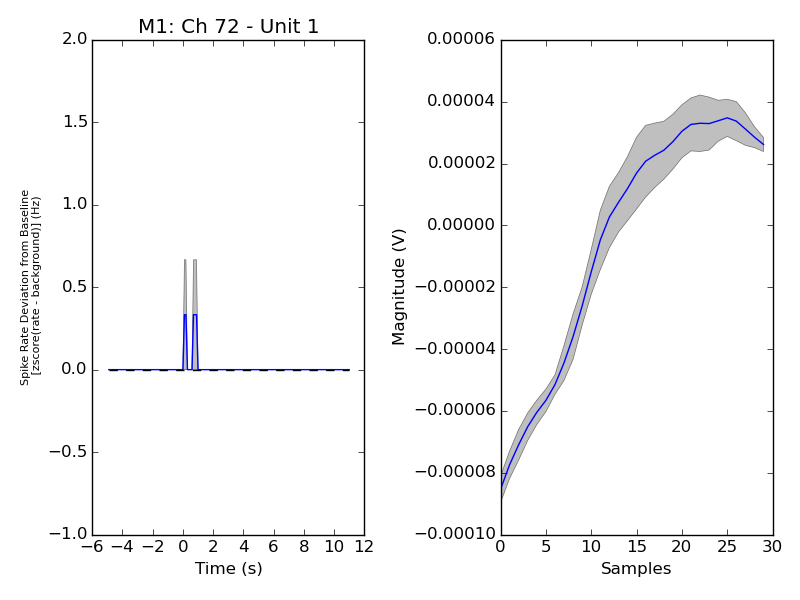 M1: Ch 72 - Unit 1
2.0
1.5
1.0
0.5
0.0
−0.5
−1.0
−6 −4 −2 0 2 4 6 8 10 12
Time (s)
Spike Rate Deviation from Baseline
[zscore(rate - background)] (Hz)
0.00006
0.00004
0.00002
0.00000
−0.00002
−0.00004
−0.00006
−0.00008
−0.00010
0 5 10 15 20 25 30
Samples
Magnitude (V)